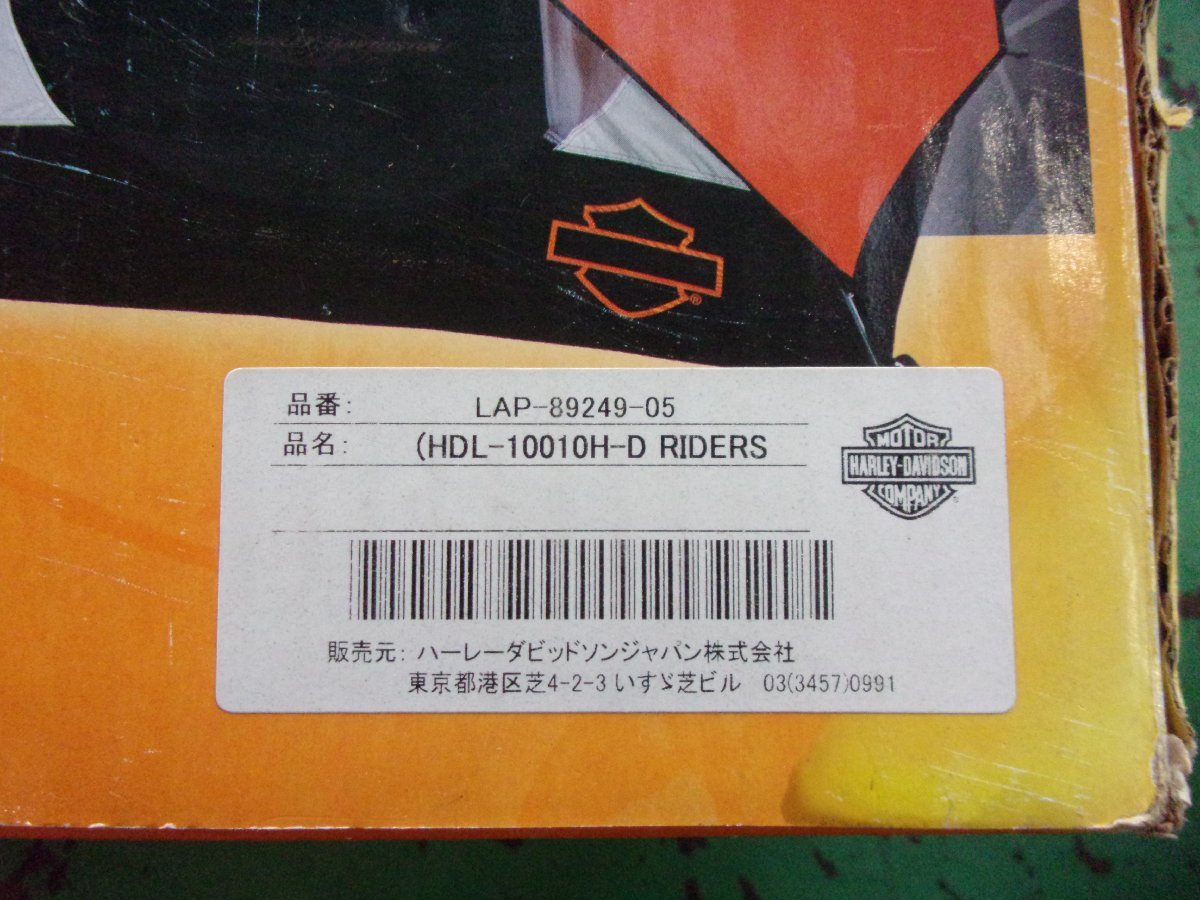 品番: LAP-89249-05
品名: (HDL-10010H-D RIDERS
MOTOR
HARLEY-DAVIDSON
COMPANY
販売元: ハーレーダビッドソンジャパン株式会社
東京都港区芝4-2-3 いすゞ芝ビル 03(3457)0991